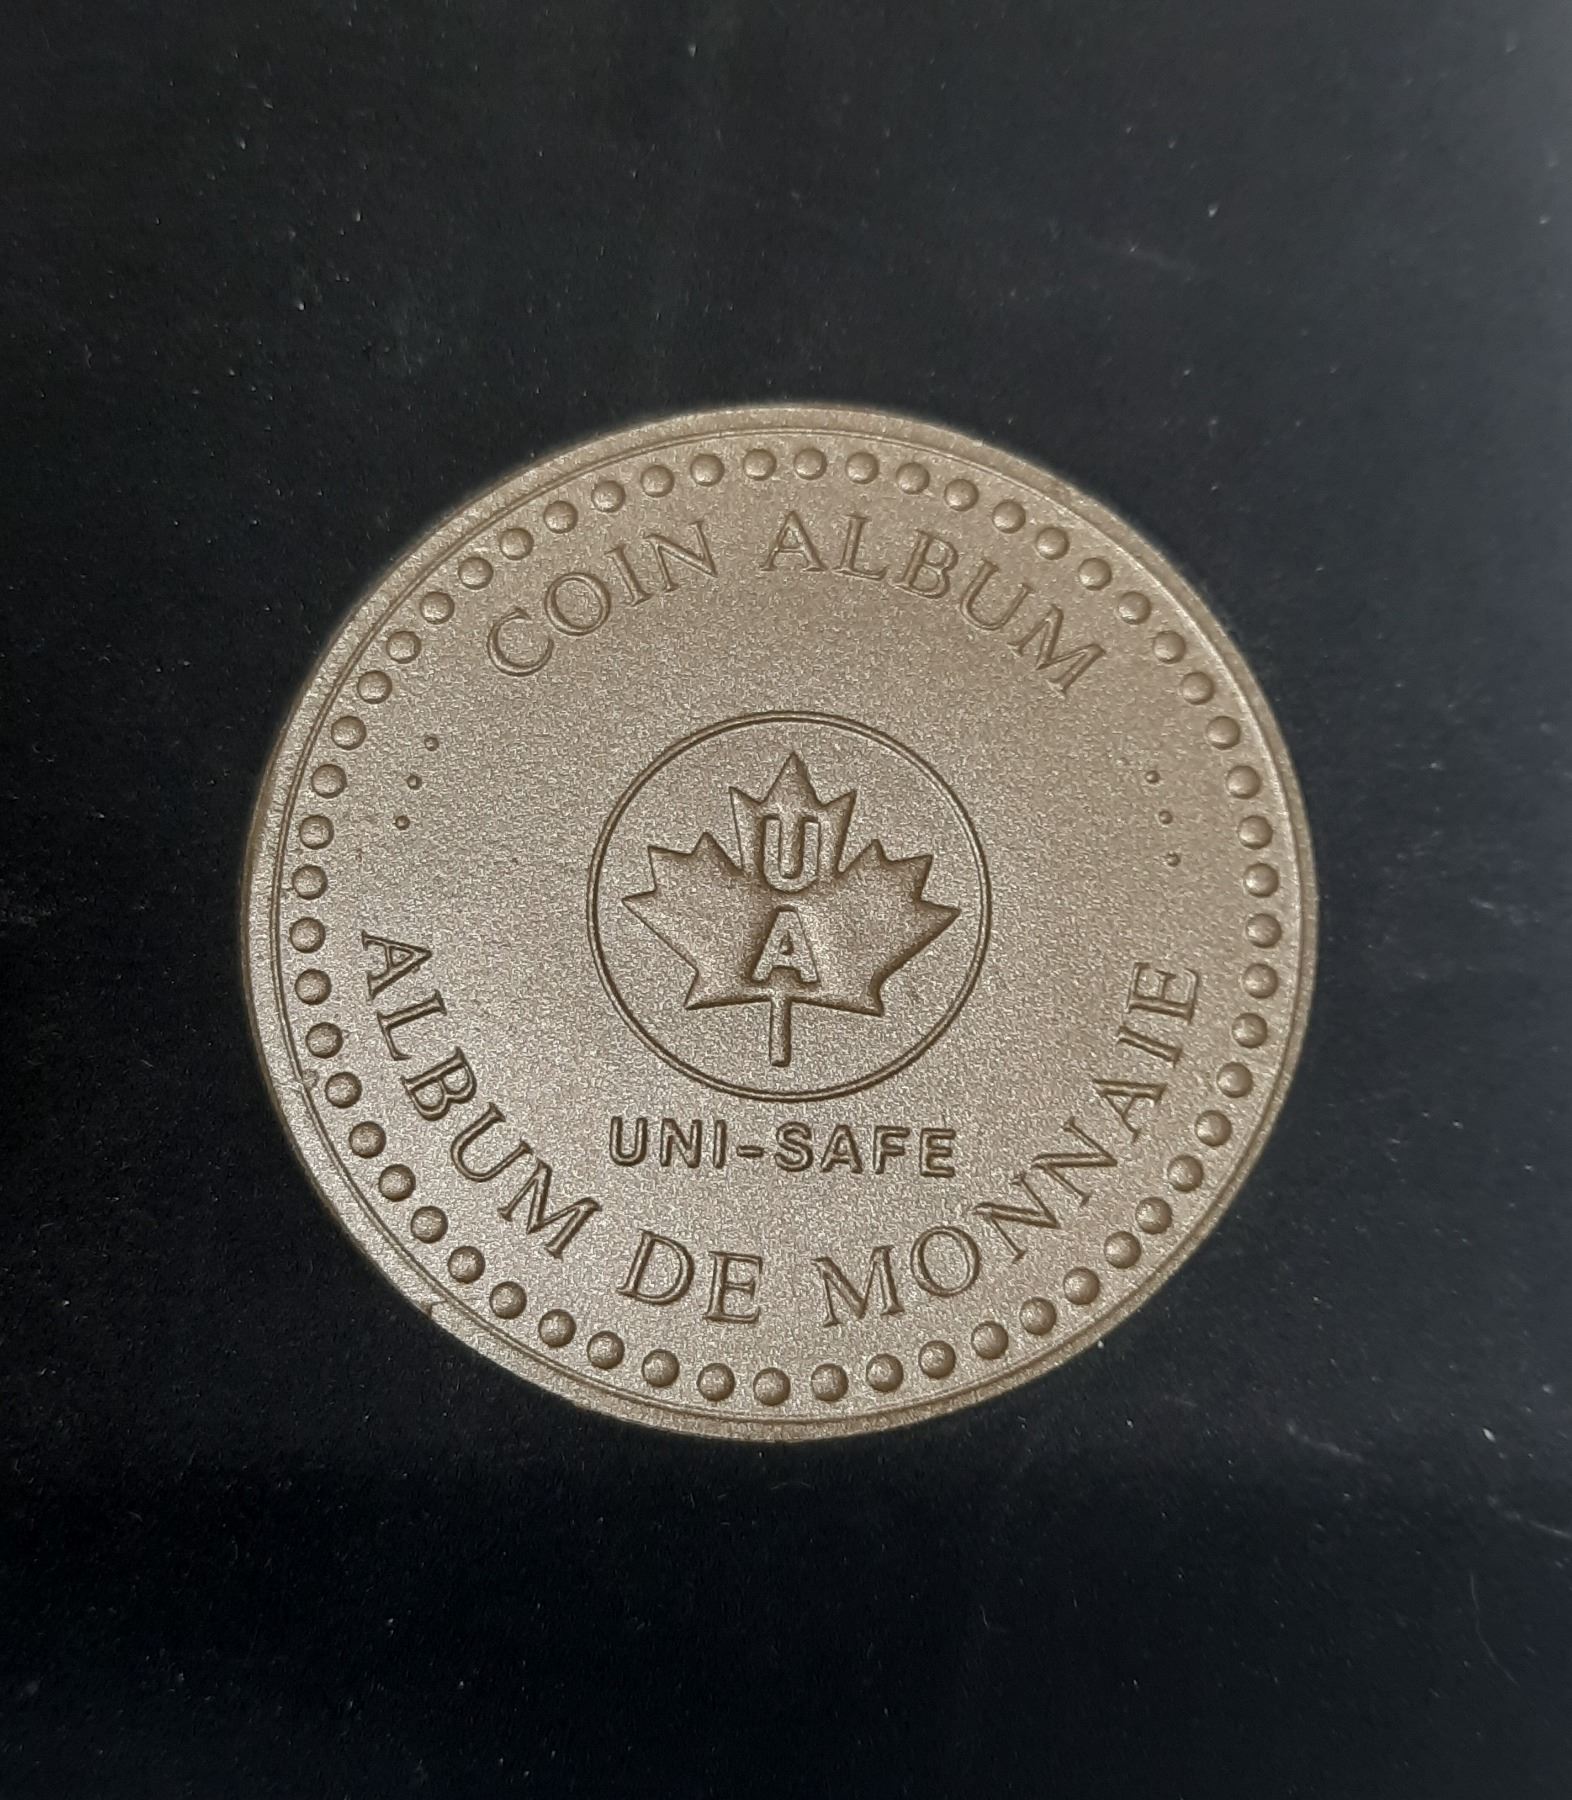 COIN ALBUM
U
A
UNI-SAFE
ALBUM DE MONNAIE